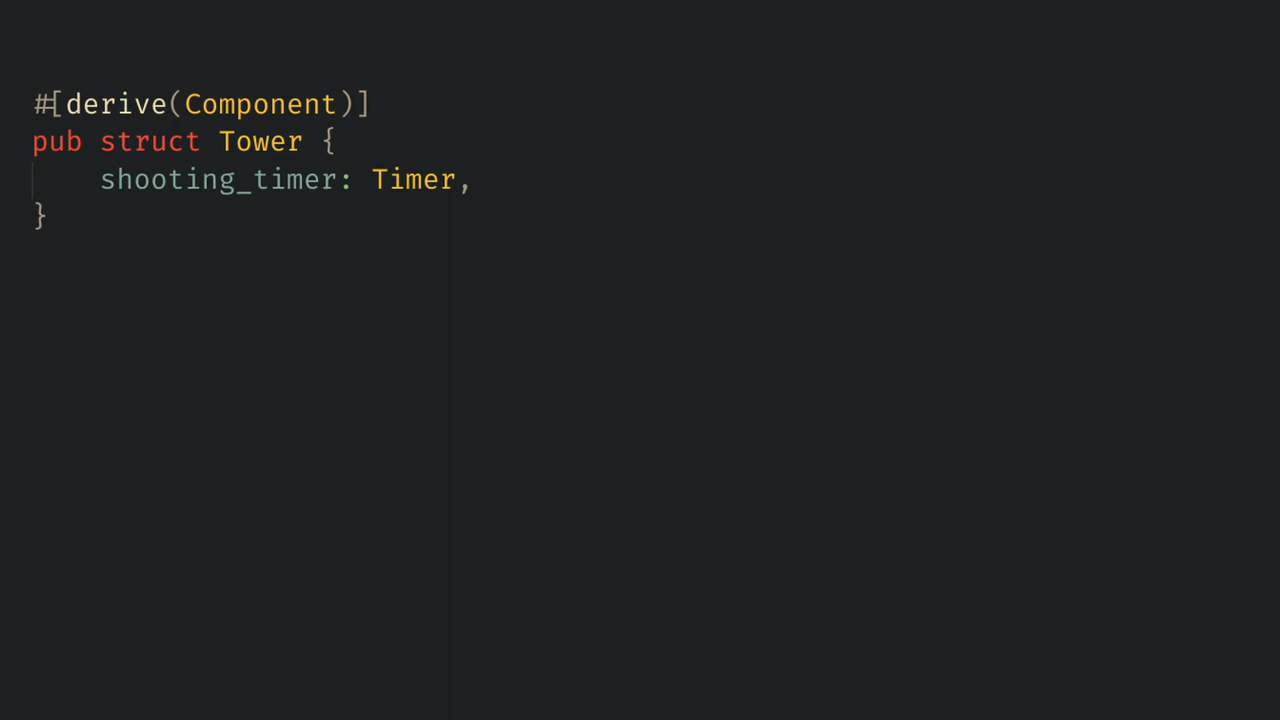 #[derive(Component)]
pub struct Tower {
    shooting_timer: Timer,
}